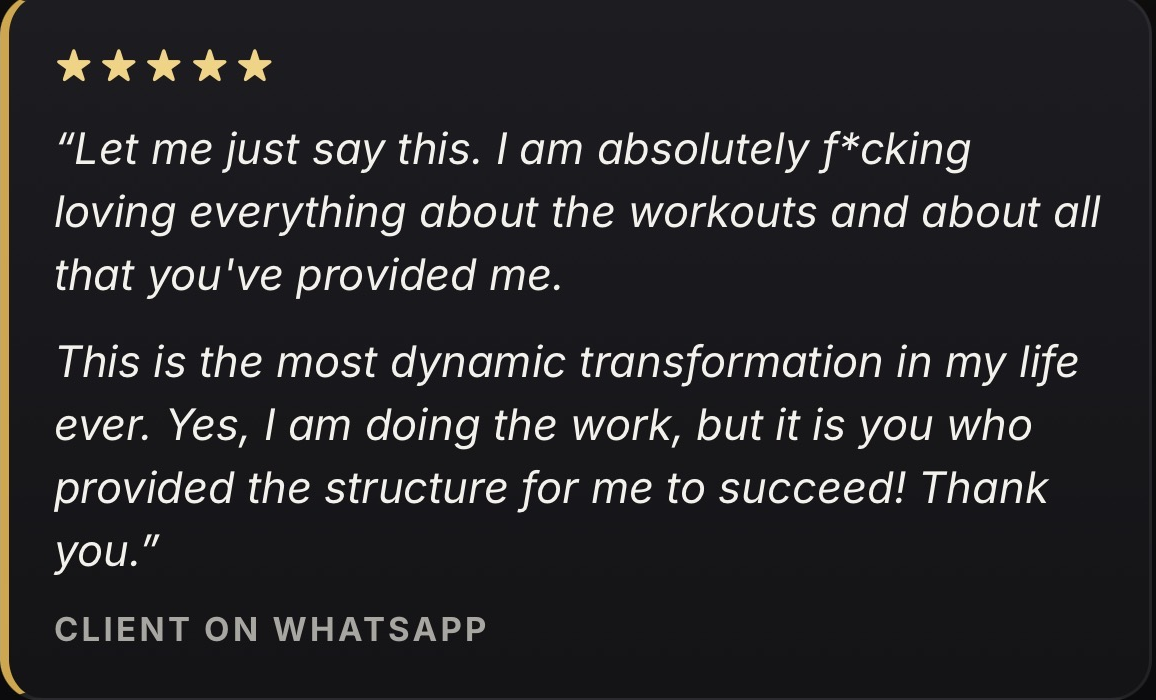 “Let me just say this. I am absolutely f*cking
loving everything about the workouts and about all
that you've provided me.
This is the most dynamic transformation in my life
ever. Yes, I am doing the work, but it is you who
provided the structure for me to succeed! Thank
you.”
CLIENT ON WHATSAPP